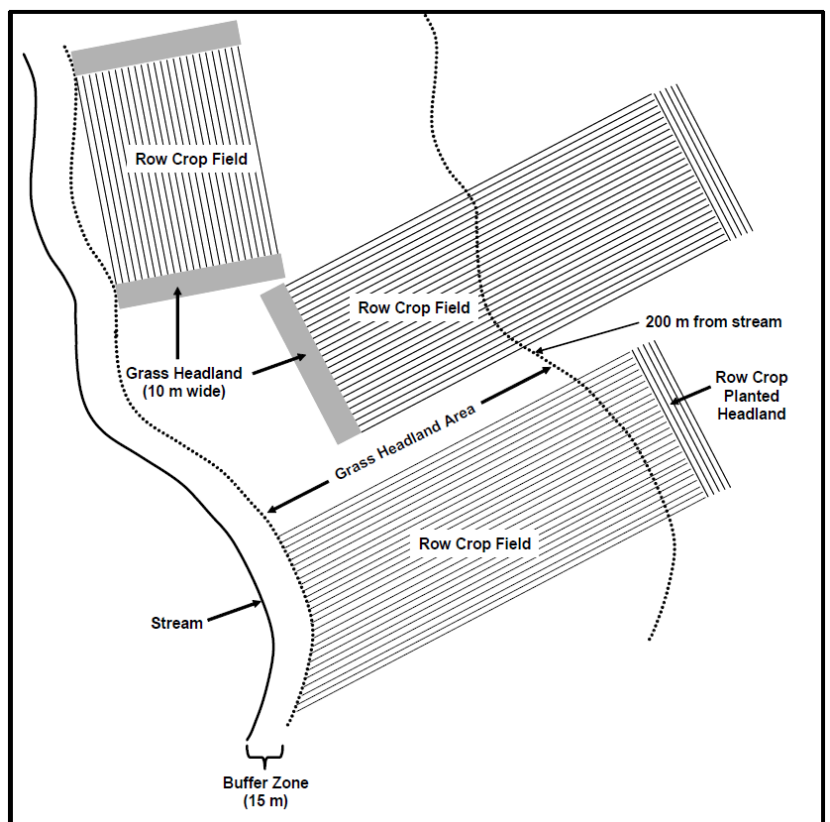 Row Crop Field
Row Crop Field
200 m from stream
Grass Headland
(10 m wide)
Row Crop
Planted
Headland
Grass Headland Area
Row Crop Field
Stream
Buffer Zone
(15 m)